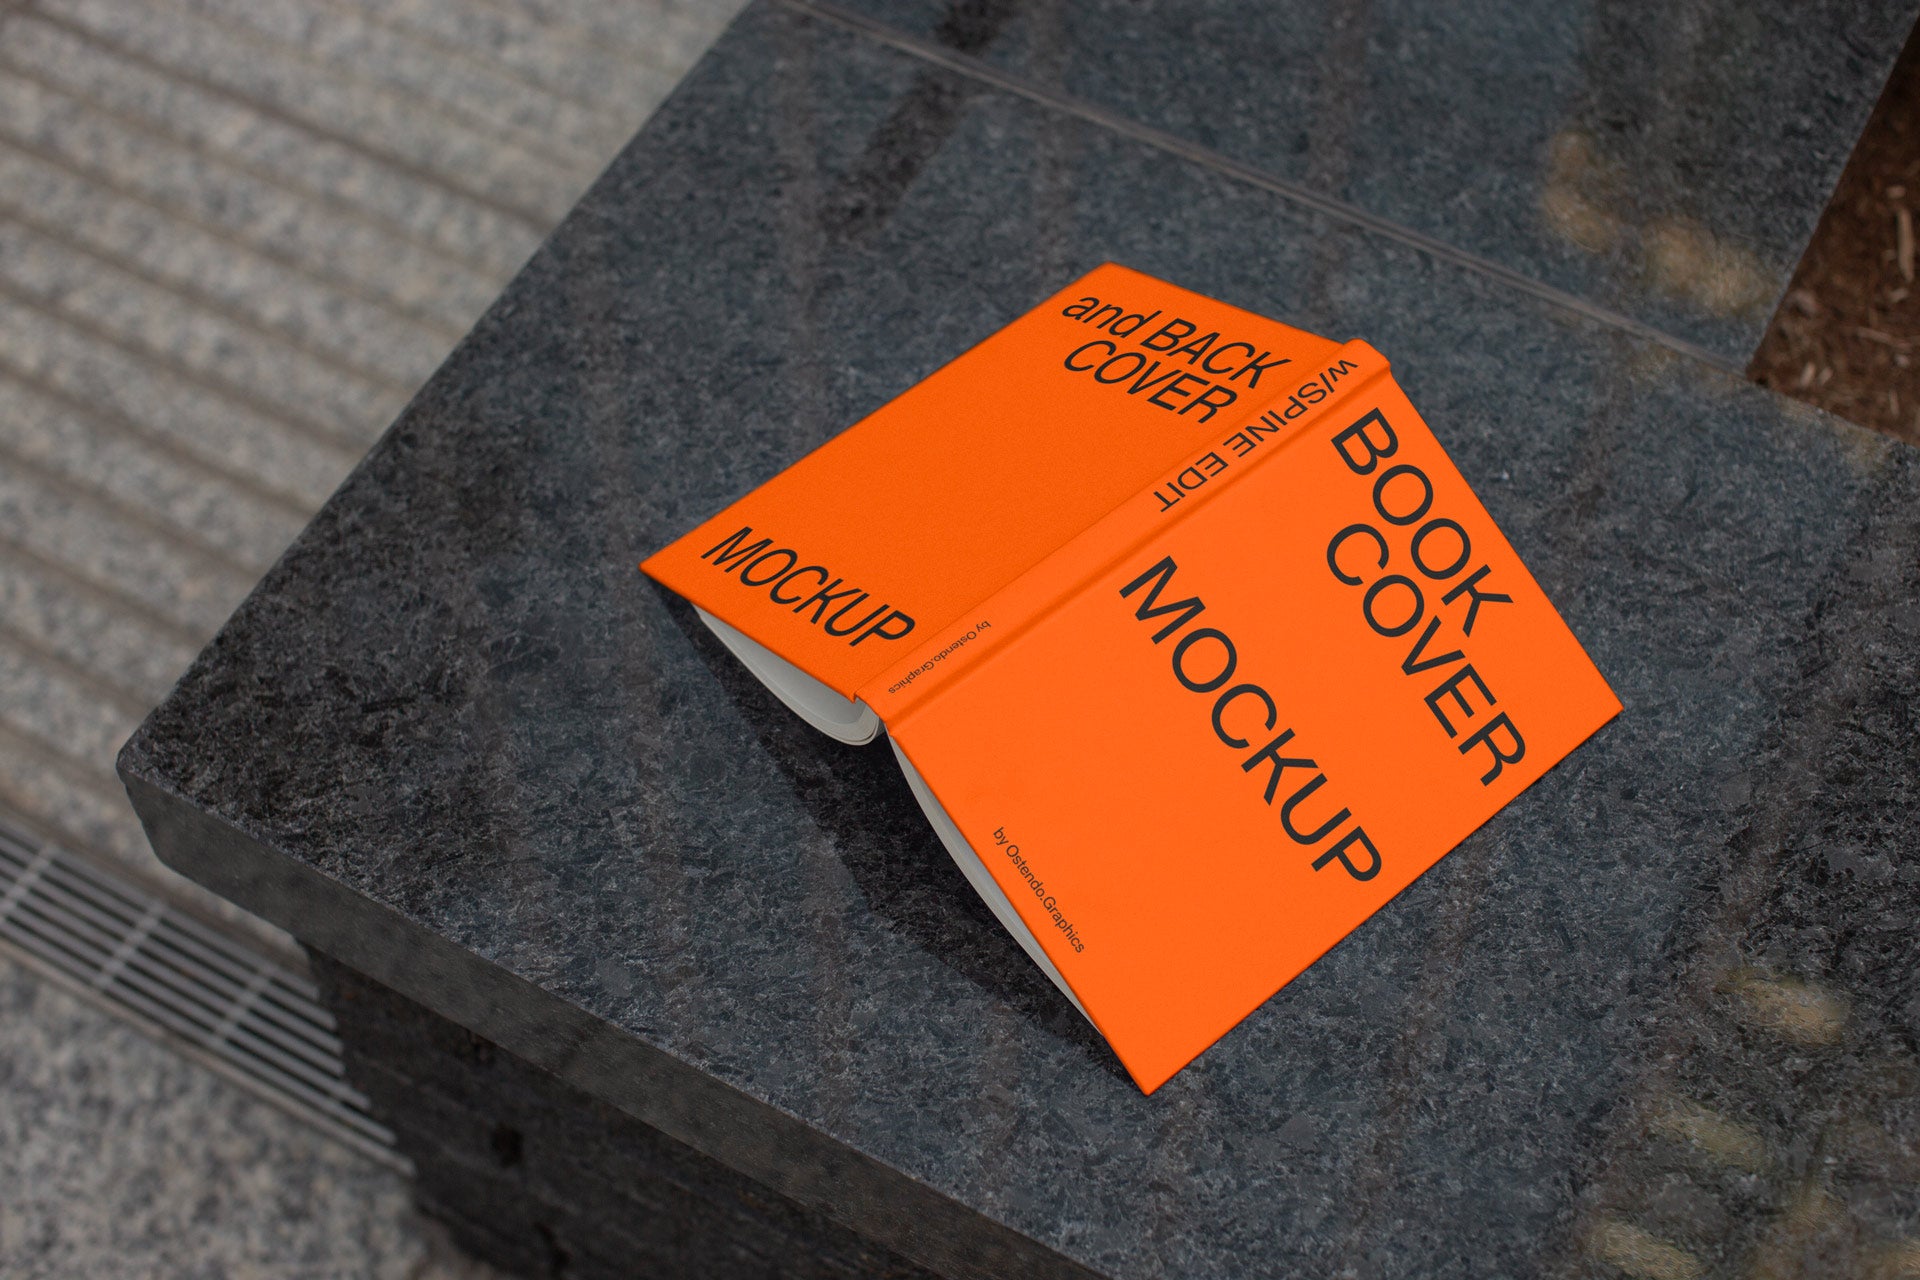 BOOK
COVER
MOCKUP
by Ostendo.Graphics
w/SPINE EDIT
by Ostendo.Graphics
and BACK
COVER
MOCKUP